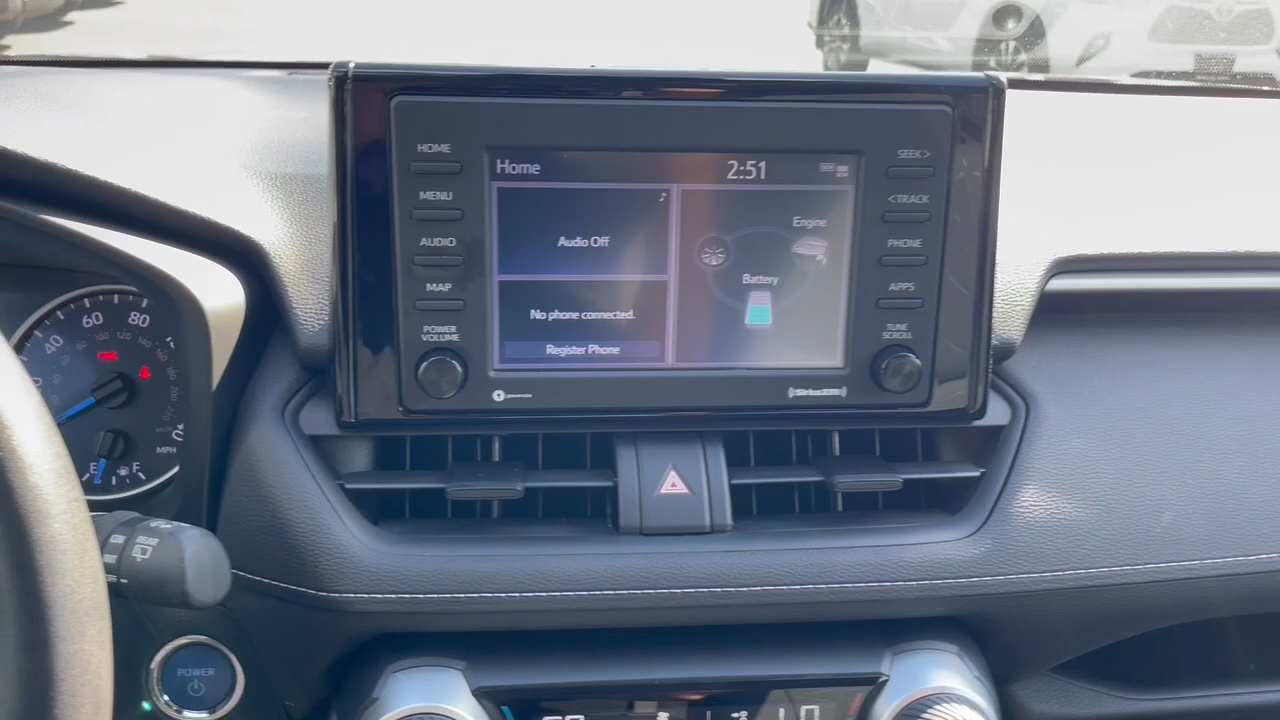 HOME
MENU
AUDIO
MAP
POWER
VOLUME
Home 2:51
Audio Off
No phone connected.
Register Phone
Engine
Battery
SEEK >
< TRACK
PHONE
APPS
TUNE
SCROLL
SiriusXM
40 60 80
MPH
E F
REAR
POWER